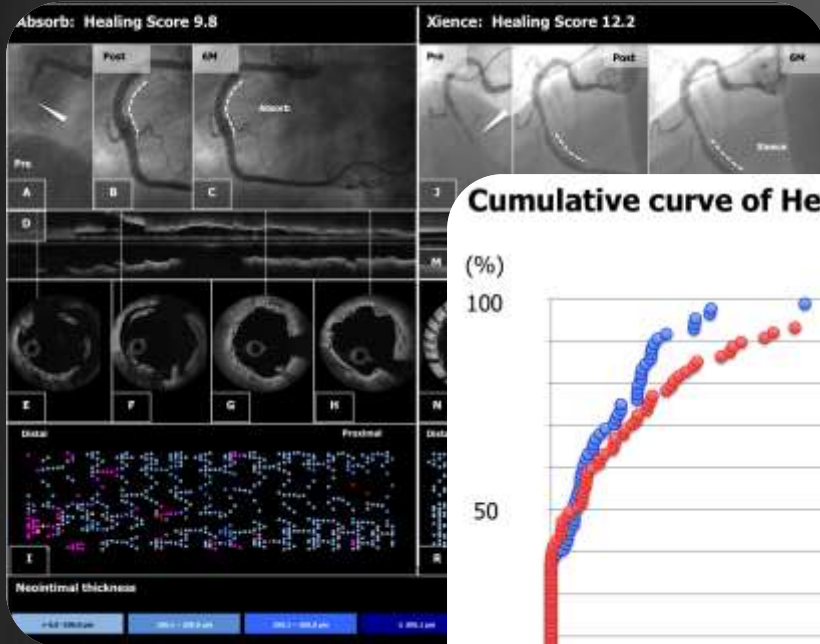 Absorb: Healing Score 9.8
Xience: Healing Score 12.2
Pre
Post
6M
Absorb
A
B
C
Pre
Post
6M
Xience
J
D
M
E
F
G
H
N
Distal
Proximal
Dista
I
R
Neointimal thickness
Cumulative curve of He
(%)
100
50